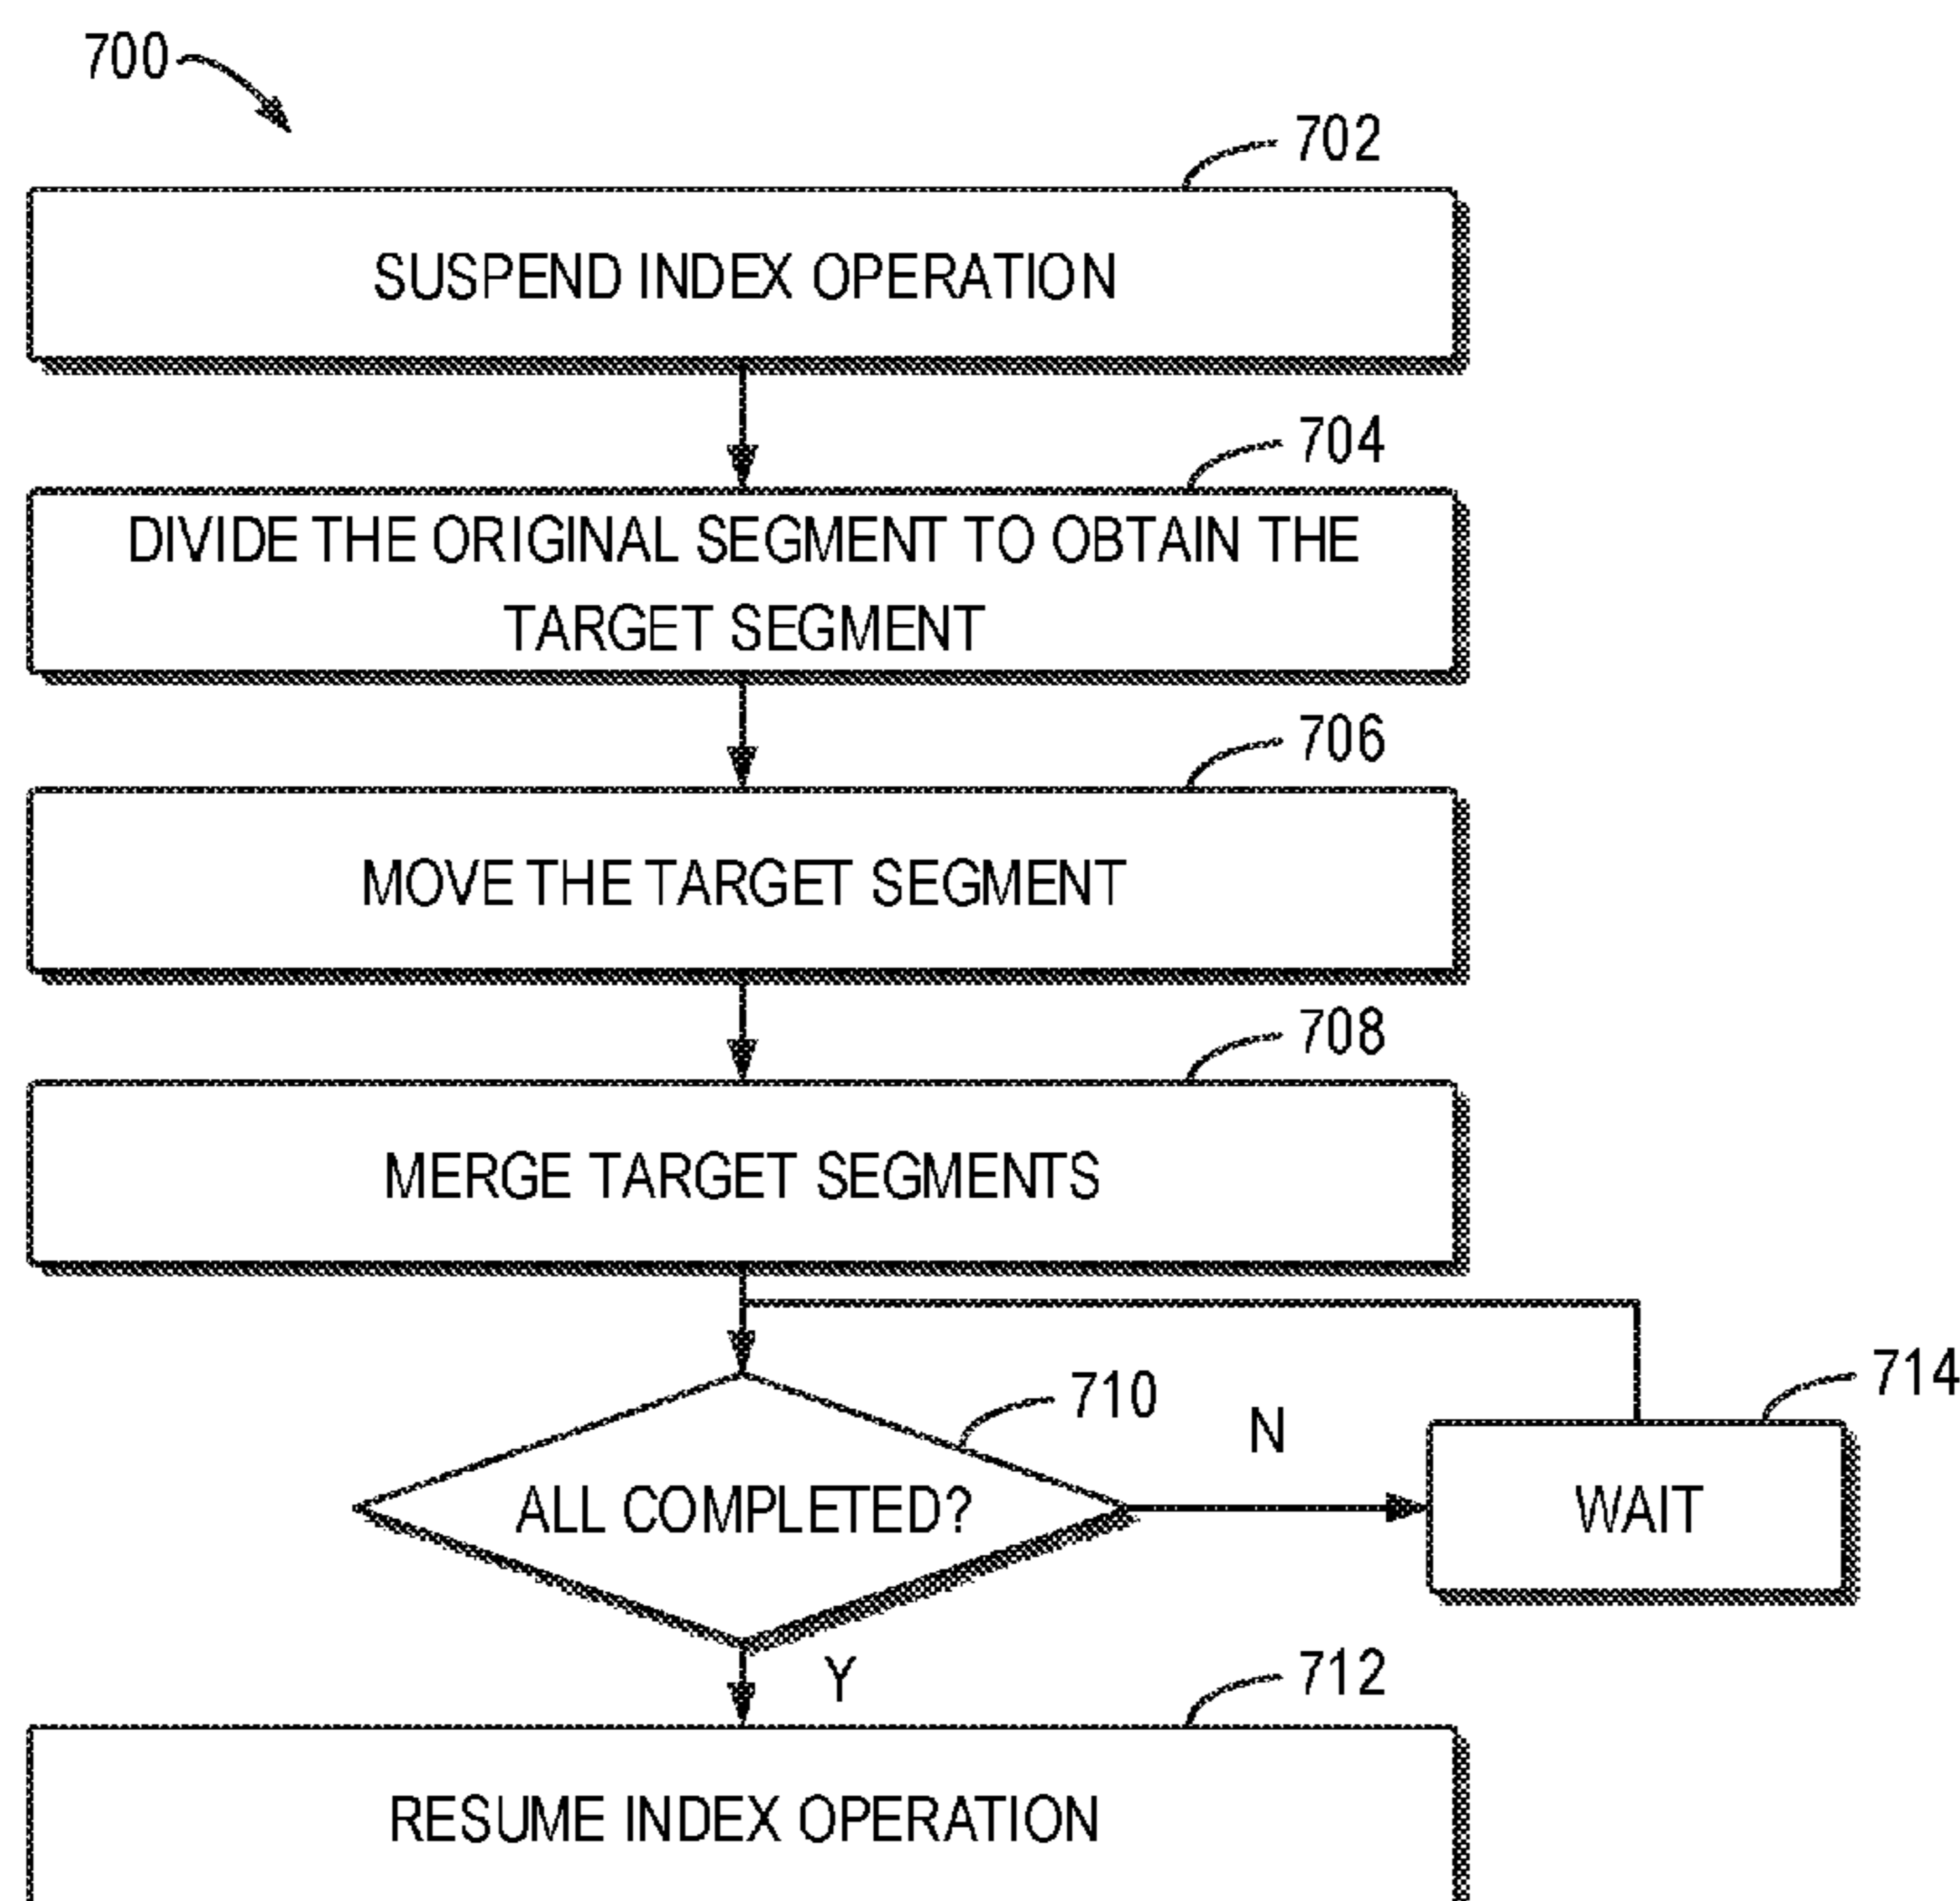 700
702
SUSPEND INDEX OPERATION
704
DIVIDE THE ORIGINAL SEGMENT TO OBTAIN THE
TARGET SEGMENT
706
MOVE THE TARGET SEGMENT
708
MERGE TARGET SEGMENTS
710
714
N
ALL COMPLETED?
WAIT
Y
712
RESUME INDEX OPERATION